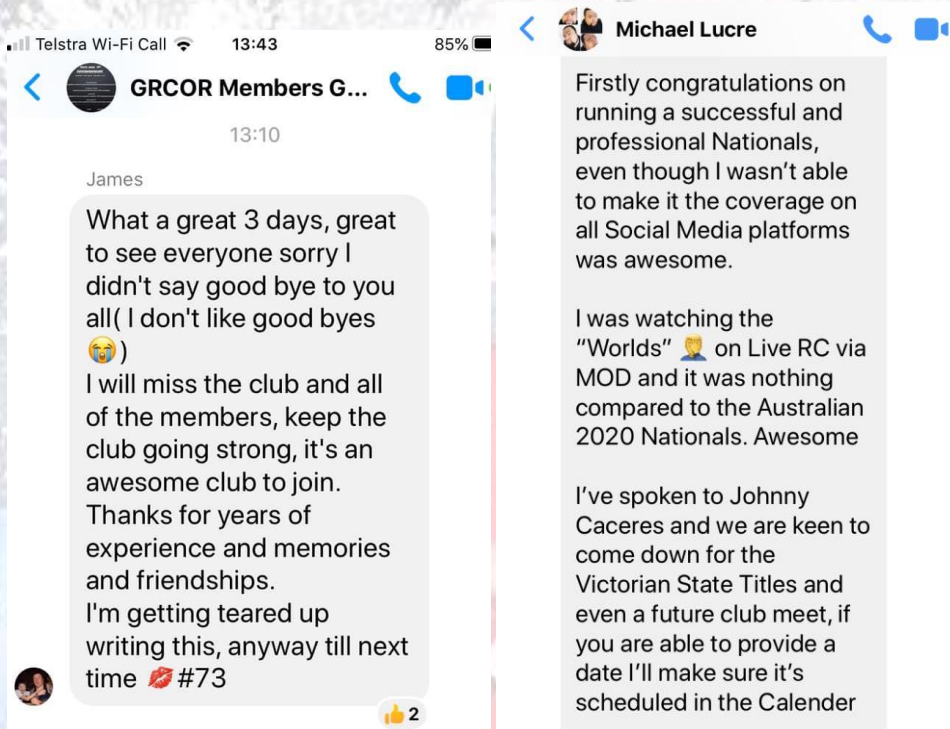 Telstra Wi-Fi Call 13:43 85%
GRCOR Members G...
13:10
James
What a great 3 days, great
to see everyone sorry I
didn't say good bye to you
all( I don't like good byes
😭)
I will miss the club and all
of the members, keep the
club going strong, it's an
awesome club to join.
Thanks for years of
experience and memories
and friendships.
I'm getting teared up
writing this, anyway till next
time 💋#73
👍2
Michael Lucre
Firstly congratulations on
running a successful and
professional Nationals,
even though I wasn't able
to make it the coverage on
all Social Media platforms
was awesome.
I was watching the
“Worlds” 🤦 on Live RC via
MOD and it was nothing
compared to the Australian
2020 Nationals. Awesome
I've spoken to Johnny
Caceres and we are keen to
come down for the
Victorian State Titles and
even a future club meet, if
you are able to provide a
date I'll make sure it's
scheduled in the Calender